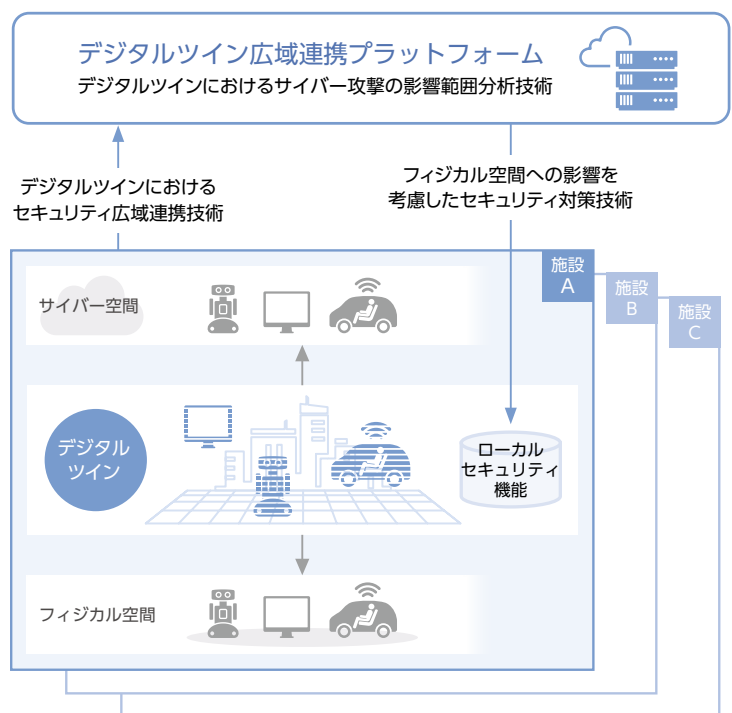 デジタルツイン広域連携プラットフォーム
デジタルツインにおけるサイバー攻撃の影響範囲分析技術
デジタルツインにおける
セキュリティ広域連携技術
フィジカル空間への影響を
考慮したセキュリティ対策技術
施設
A
施設
B
施設
C
サイバー空間
デジタル
ツイン
ローカル
セキュリティ
機能
フィジカル空間